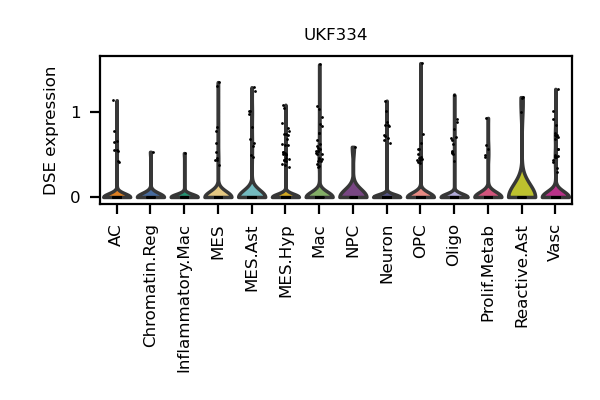 UKF334
DSE expression
1
0
AC
Chromatin.Reg
Inflammatory.Mac
MES
MES.Ast
MES.Hyp
Mac
NPC
Neuron
OPC
Oligo
Prolif.Metab
Reactive.Ast
Vasc